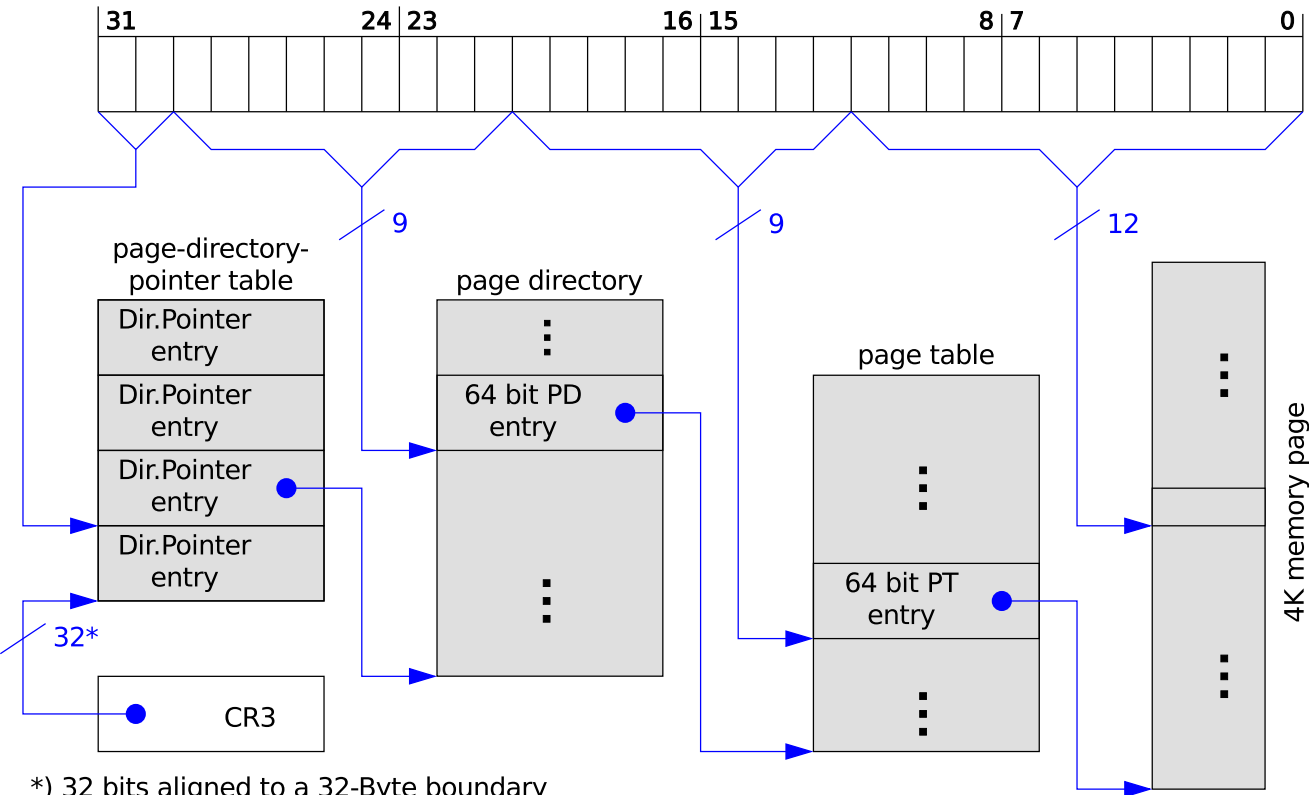 31 24 23 16 15 8 7 0
9 9 12
page-directory-
pointer table
page directory
page table
Dir.Pointer
entry
Dir.Pointer
entry
Dir.Pointer
entry
Dir.Pointer
entry
64 bit PD
entry
64 bit PT
entry
4K memory page
32*
CR3
*) 32 bits aligned to a 32-Byte boundary